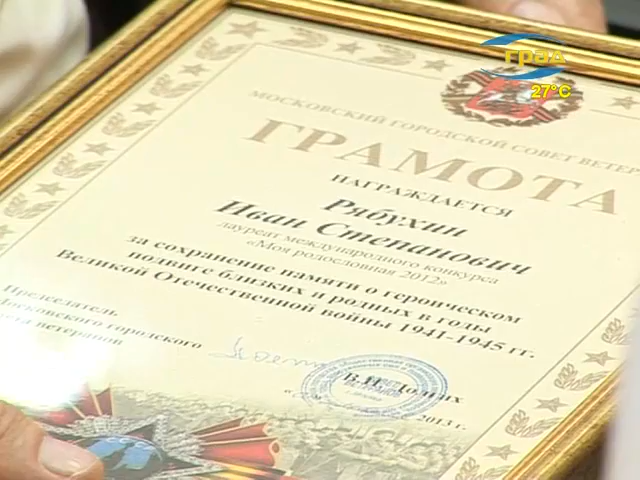 град
27°C
МОСКОВСКИЙ ГОРОДСКОЙ СОВЕТ ВЕТЕР
ГРАМОТА
НАГРАЖДАЕТСЯ
Рябухин
Иван Степанович
лауреат международного конкурса
«Моя родословная 2012»
за сохранение памяти о героическом
подвиге близких и родных в годы
Великой Отечественной войны 1941-1945 гг.
Председатель
Московского городского
ветеранов
В.И. Долгих
2013 г.